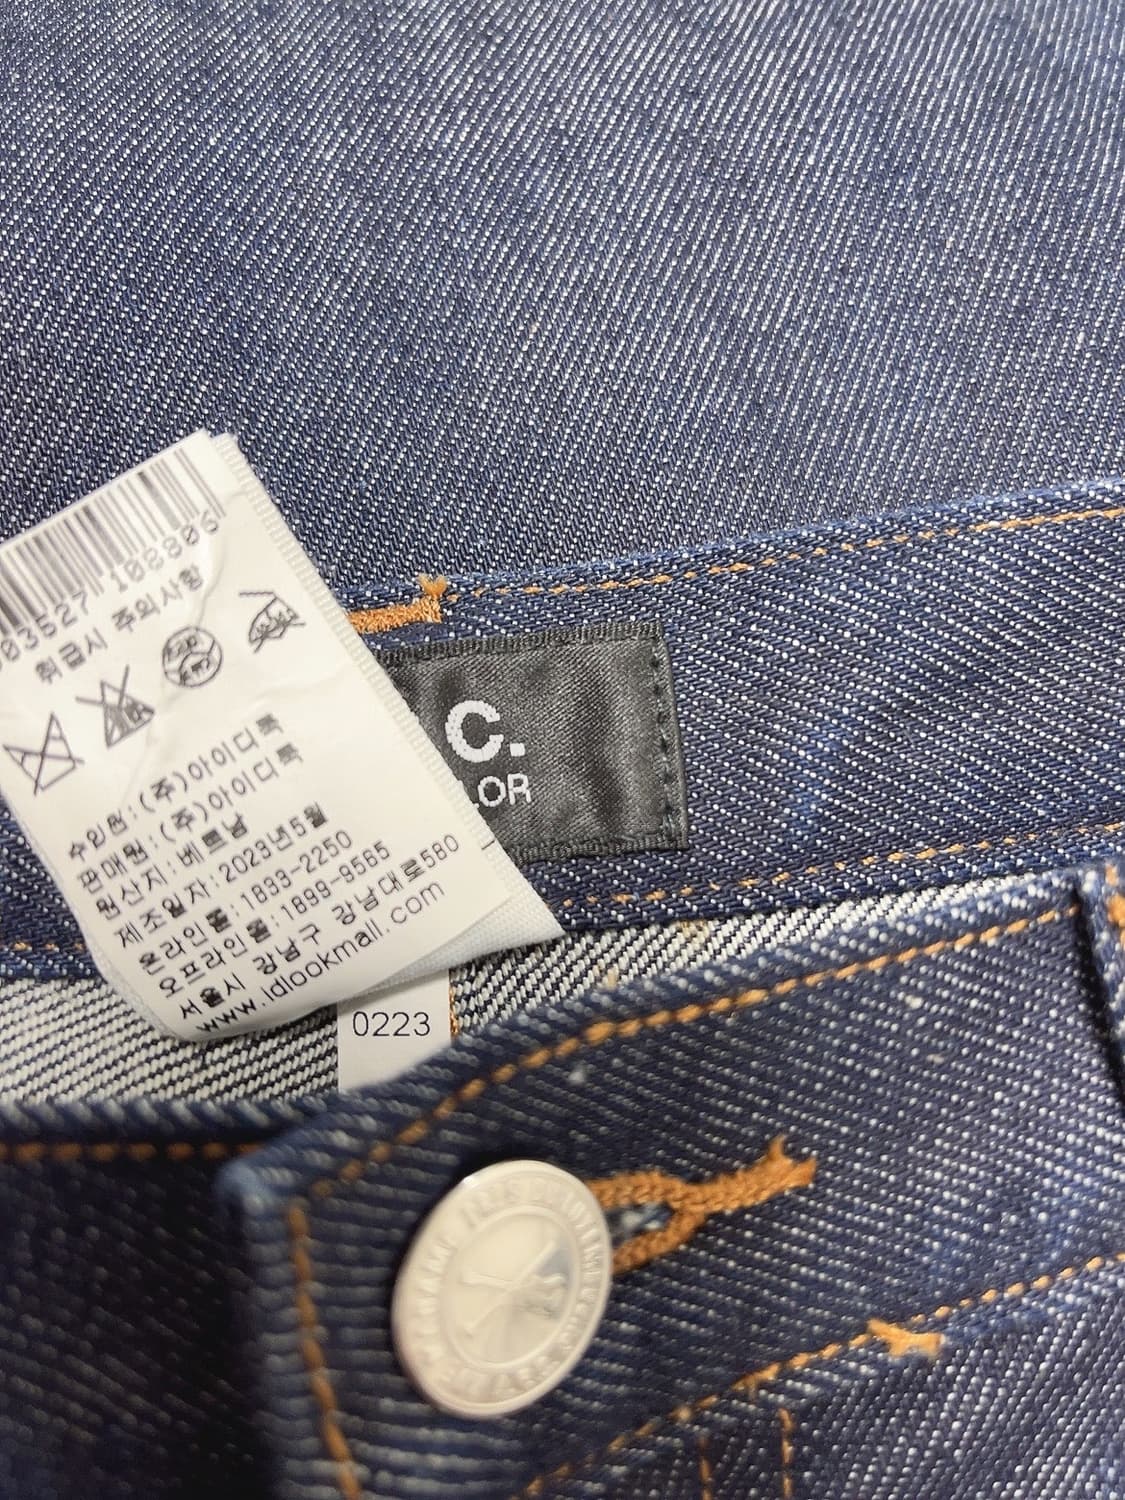 03527 108806
취급시 주의사항
수입원: (주)아이디룩
판매원: (주)아이디룩
원산지: 베트남
제조일자: 2023년5월
온라인몰: 1833-2250
오프라인몰: 1899-9585
서울시 강남구 강남대로580
www.idlookmall.com
C.
LOR
0223